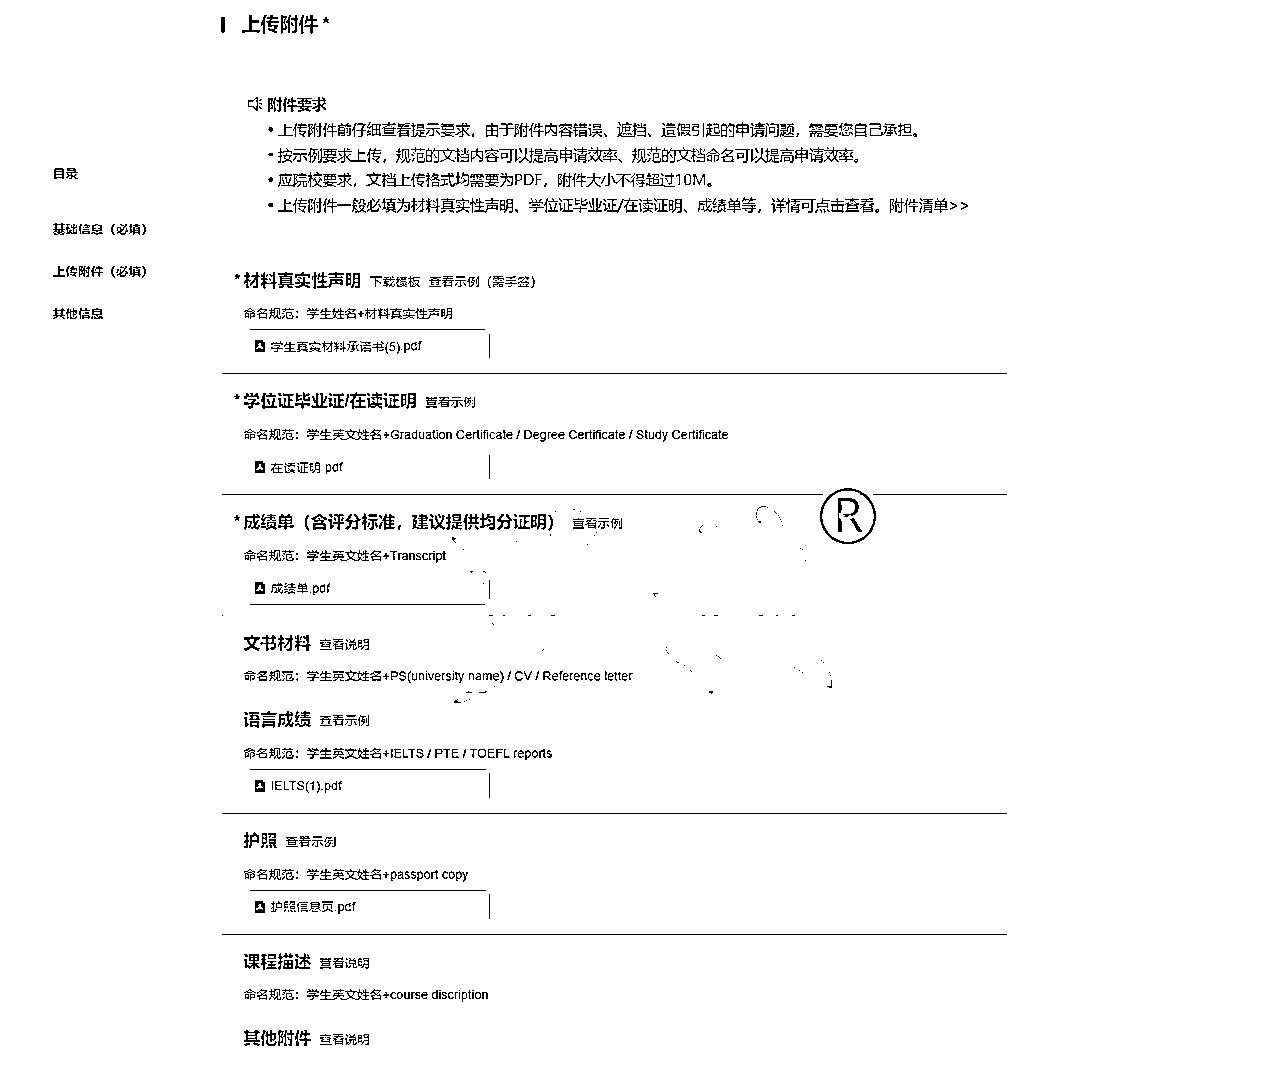 上传附件 *
附件要求
• 上传附件前仔细查看提示要求，由于附件内容错误、遮挡、造假引起的申请问题，需要您自己承担。
• 按示例要求上传，规范的文档内容可以提高申请效率、规范的文档命名可以提高申请效率。
• 应院校要求，文档上传格式均需要为PDF，附件大小不得超过10M。
• 上传附件一般必填为材料真实性声明、学位证毕业证/在读证明、成绩单等，详情可点击查看。附件清单>>
目录
基础信息（必填）
上传附件（必填）
其他信息
* 材料真实性声明 下载模板 查看示例（需手签）
命名规范：学生姓名+材料真实性声明
学生真实材料承诺书(5).pdf
* 学位证毕业证/在读证明 查看示例
命名规范：学生英文姓名+Graduation Certificate / Degree Certificate / Study Certificate
在读证明.pdf
* 成绩单（含评分标准，建议提供均分证明） 查看示例
命名规范：学生英文姓名+Transcript
成绩单.pdf
®
文书材料 查看说明
命名规范：学生英文姓名+PS(university name) / CV / Reference letter
语言成绩 查看示例
命名规范：学生英文姓名+IELTS / PTE / TOEFL reports
IELTS(1).pdf
护照 查看示例
命名规范：学生英文姓名+passport copy
护照信息页.pdf
课程描述 查看说明
命名规范：学生英文姓名+course discription
其他附件 查看说明